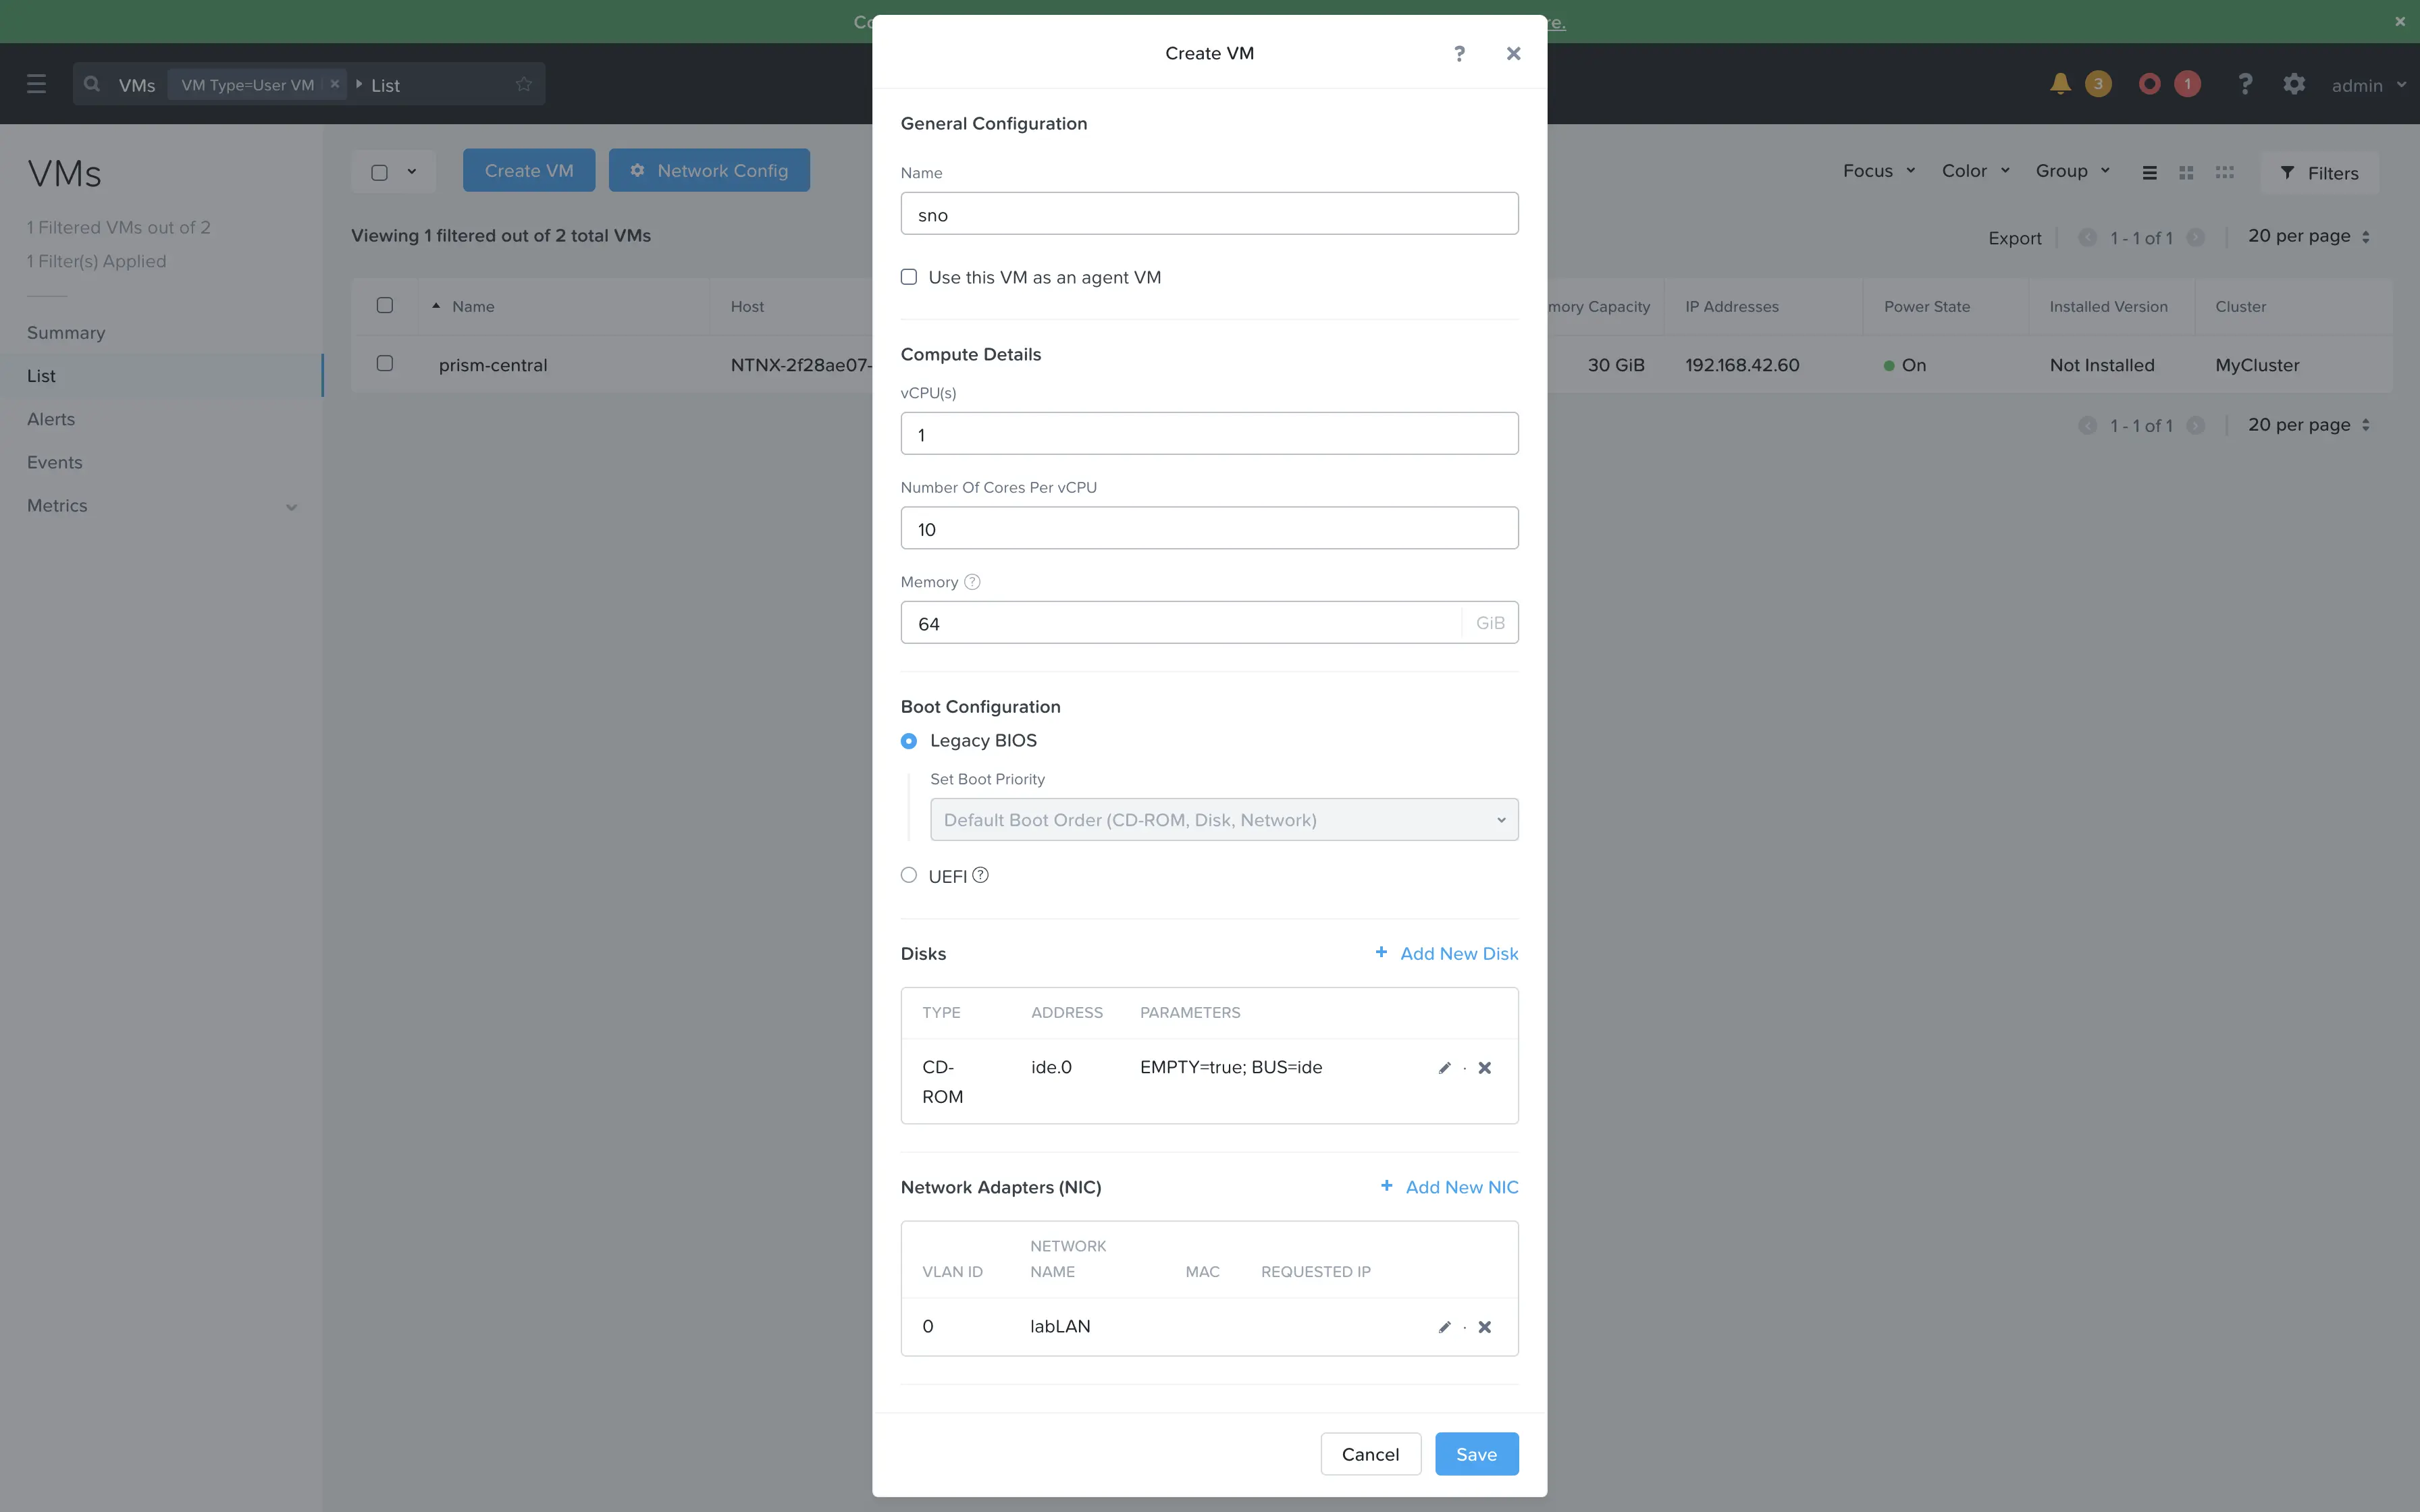 Co
re.
VMs
VM Type=User VM
List
3
1
admin
VMs
1 Filtered VMs out of 2
1 Filter(s) Applied
Summary
List
Alerts
Events
Metrics
Create VM
Network Config
Focus
Color
Group
Filters
Viewing 1 filtered out of 2 total VMs
Export
1 - 1 of 1
20 per page
Name
Host
mory Capacity
IP Addresses
Power State
Installed Version
Cluster
prism-central
NTNX-2f28ae07-
30 GiB
192.168.42.60
On
Not Installed
MyCluster
1 - 1 of 1
20 per page
Create VM
?
General Configuration
Name
sno
Use this VM as an agent VM
Compute Details
vCPU(s)
1
Number Of Cores Per vCPU
10
Memory ?
64
GiB
Boot Configuration
Legacy BIOS
Set Boot Priority
Default Boot Order (CD-ROM, Disk, Network)
UEFI ?
Disks
+ Add New Disk
TYPE
ADDRESS
PARAMETERS
CD-
ROM
ide.0
EMPTY=true; BUS=ide
Network Adapters (NIC)
+ Add New NIC
VLAN ID
NETWORK
NAME
MAC
REQUESTED IP
0
labLAN
Cancel
Save